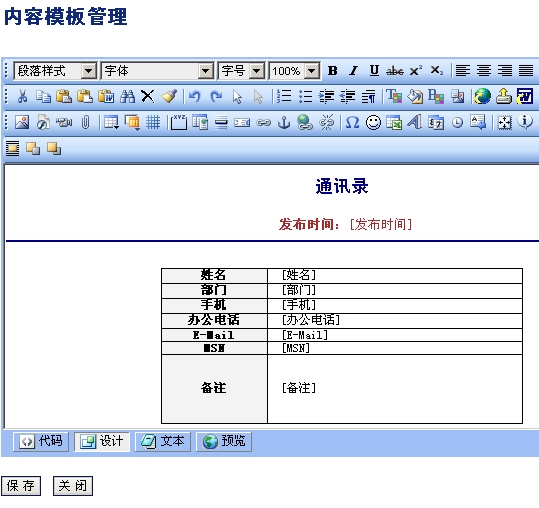 内容模板管理
段落样式 字体 字号 100% B I U abc x² x₂
通讯录
发布时间：[发布时间]
姓名 [姓名]
部门 [部门]
手机 [手机]
办公电话 [办公电话]
E-Mail [E-Mail]
MSN [MSN]
备注 [备注]
代码 设计 文本 预览
保存 关闭